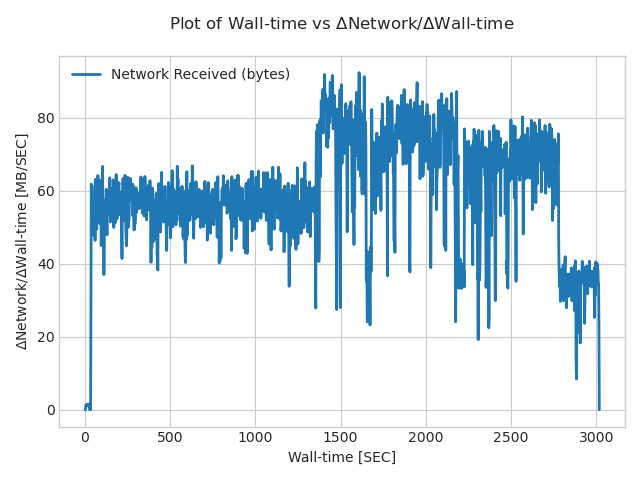 Plot of Wall-time vs ΔNetwork/ΔWall-time
Network Received (bytes)
ΔNetwork/ΔWall-time [MB/SEC]
80
60
40
20
0
0 500 1000 1500 2000 2500 3000
Wall-time [SEC]